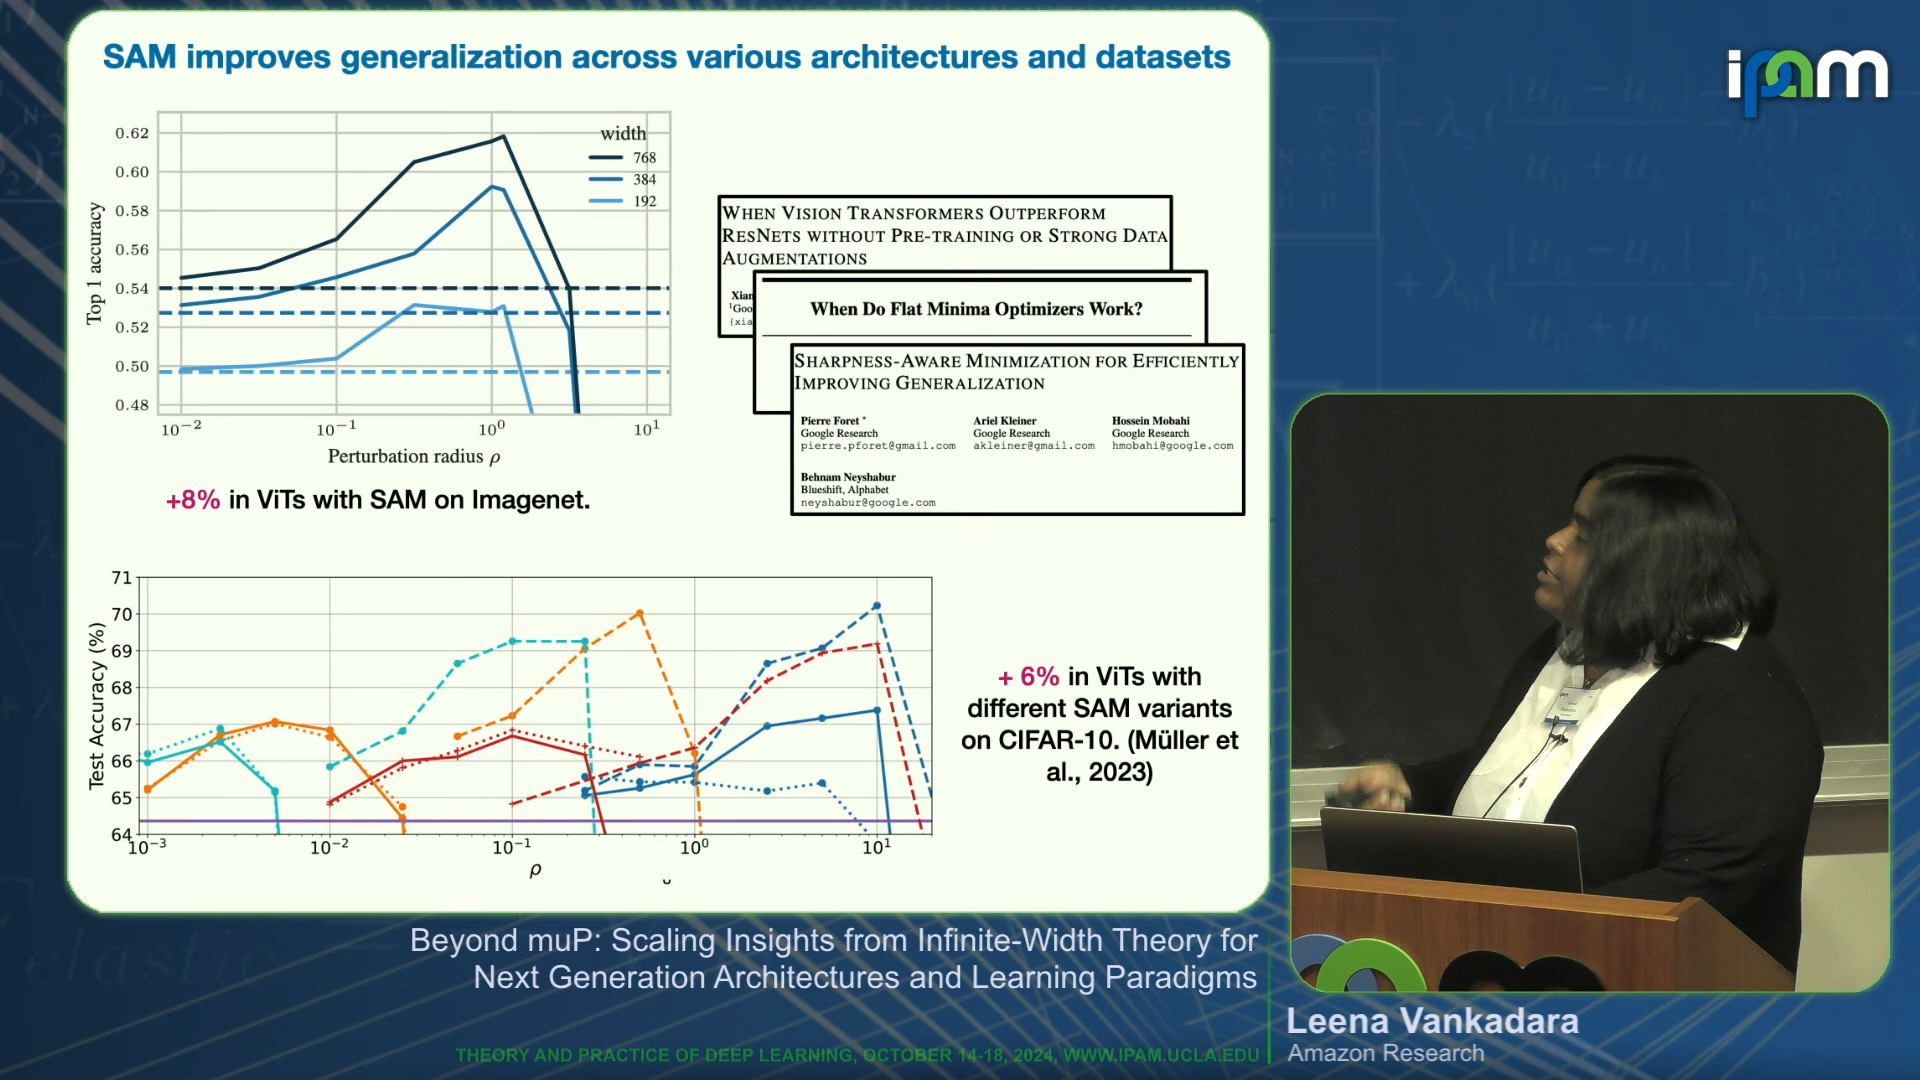 SAM improves generalization across various architectures and datasets
ipam
Top 1 accuracy
0.62
0.60
0.58
0.56
0.54
0.52
0.50
0.48
width
768
384
192
10⁻²
10⁻¹
10⁰
10¹
Perturbation radius ρ
+8% in ViTs with SAM on Imagenet.
WHEN VISION TRANSFORMERS OUTPERFORM
RESNETS WITHOUT PRE-TRAINING OR STRONG DATA
AUGMENTATIONS
Xian
¹Goo
{xia
When Do Flat Minima Optimizers Work?
SHARPNESS-AWARE MINIMIZATION FOR EFFICIENTLY
IMPROVING GENERALIZATION
Pierre Foret *
Google Research
pierre.pforet@gmail.com
Ariel Kleiner
Google Research
akleiner@gmail.com
Hossein Mobahi
Google Research
hmobahi@google.com
Behnam Neyshabur
Blueshift, Alphabet
neyshabur@google.com
Test Accuracy (%)
71
70
69
68
67
66
65
64
10⁻³
10⁻²
10⁻¹
10⁰
10¹
ρ
+ 6% in ViTs with
different SAM variants
on CIFAR-10. (Müller et
al., 2023)
Beyond muP: Scaling Insights from Infinite-Width Theory for
Next Generation Architectures and Learning Paradigms
THEORY AND PRACTICE OF DEEP LEARNING, OCTOBER 14-18, 2024, WWW.IPAM.UCLA.EDU
Leena Vankadara
Amazon Research
elastic